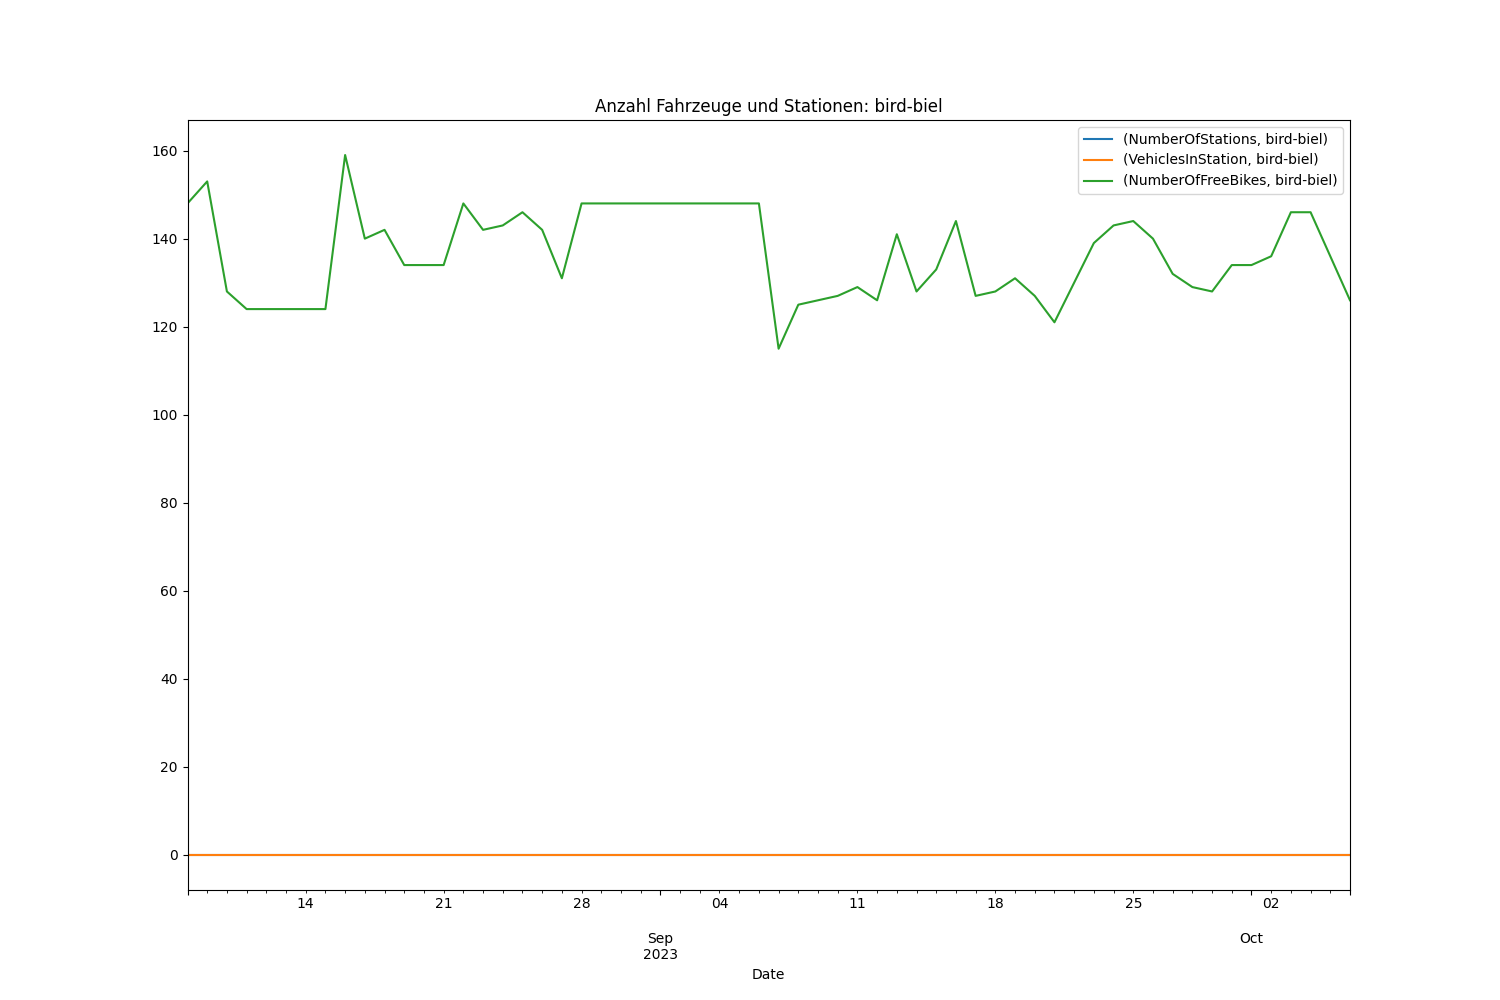 Anzahl Fahrzeuge und Stationen: bird-biel
(NumberOfStations, bird-biel)
(VehiclesInStation, bird-biel)
(NumberOfFreeBikes, bird-biel)
160
140
120
100
80
60
40
20
0
14 21 28 04 11 18 25 02
Sep Oct
2023
Date